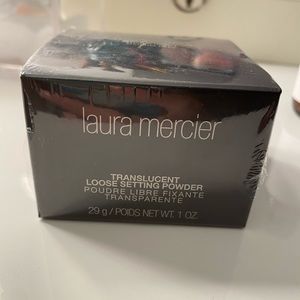 laura mercier
TRANSLUCENT
LOOSE SETTING POWDER
POUDRE LIBRE FIXANTE
TRANSPARENTE
29 g / POIDS NET WT. 1 OZ.